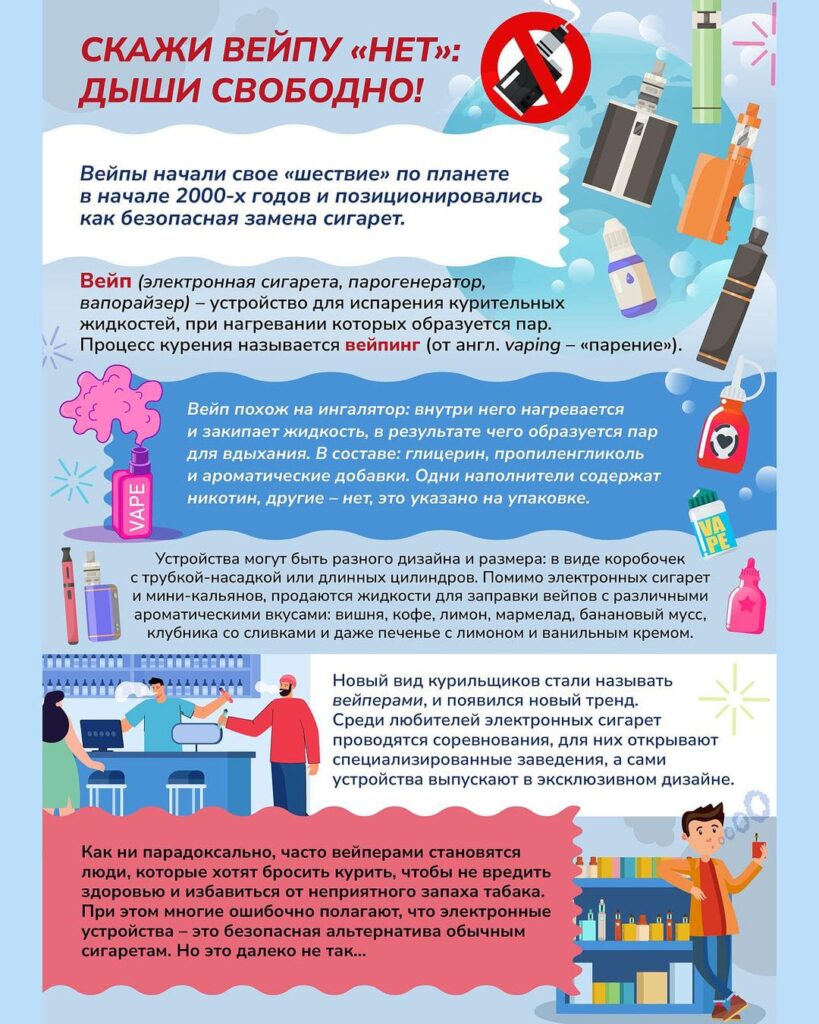 СКАЖИ ВЕЙПУ «НЕТ»:
ДЫШИ СВОБОДНО!
Вейпы начали свое «шествие» по планете
в начале 2000-х годов и позиционировались
как безопасная замена сигарет.
Вейп (электронная сигарета, парогенератор,
вапорайзер) – устройство для испарения курительных
жидкостей, при нагревании которых образуется пар.
Процесс курения называется вейпинг (от англ. vaping – «парение»).
Вейп похож на ингалятор: внутри него нагревается
и закипает жидкость, в результате чего образуется пар
для вдыхания. В составе: глицерин, пропиленгликоль
и ароматические добавки. Одни наполнители содержат
никотин, другие – нет, это указано на упаковке.
VAPE
VA
PE
Устройства могут быть разного дизайна и размера: в виде коробочек
с трубкой-насадкой или длинных цилиндров. Помимо электронных сигарет
и мини-кальянов, продаются жидкости для заправки вейпов с различными
ароматическими вкусами: вишня, кофе, лимон, мармелад, банановый мусс,
клубника со сливками и даже печенье с лимоном и ванильным кремом.
Новый вид курильщиков стали называть
вейперами, и появился новый тренд.
Среди любителей электронных сигарет
проводятся соревнования, для них открывают
специализированные заведения, а сами
устройства выпускают в эксклюзивном дизайне.
Как ни парадоксально, часто вейперами становятся
люди, которые хотят бросить курить, чтобы не вредить
здоровью и избавиться от неприятного запаха табака.
При этом многие ошибочно полагают, что электронные
устройства – это безопасная альтернатива обычным
сигаретам. Но это далеко не так...